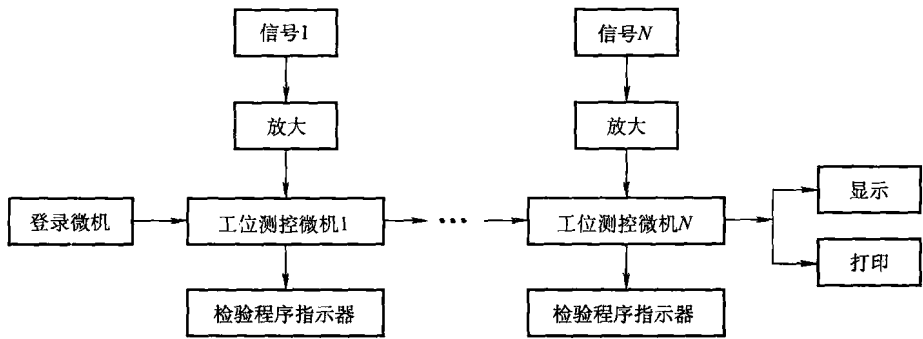 信号1
信号N
放大
放大
登录微机
工位测控微机1
…
工位测控微机N
显示
打印
检验程序指示器
检验程序指示器